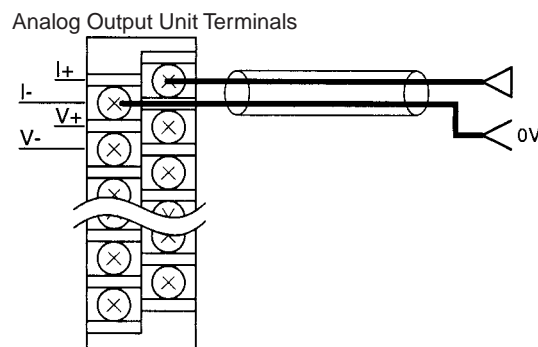 Analog Output Unit Terminals
I+
I-
V+
V-
0V